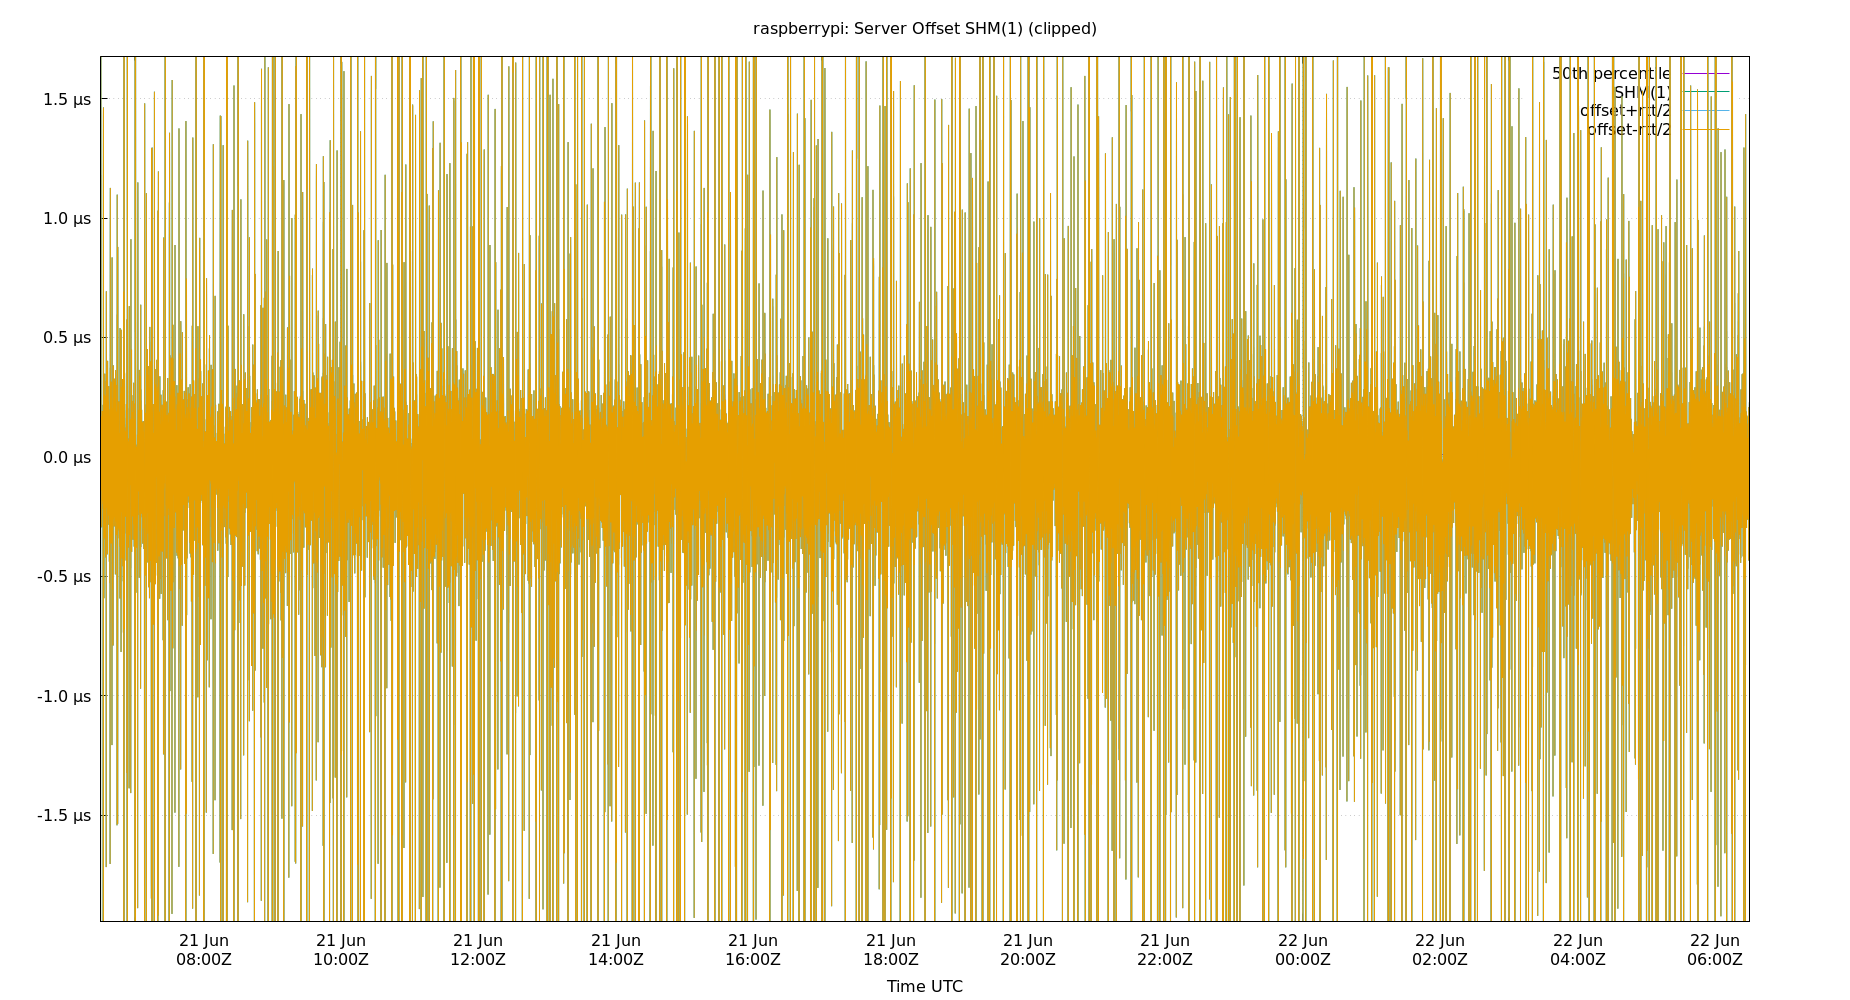 raspberrypi: Server Offset SHM(1) (clipped)
50th percentile
SHM(1)
offset+rtt/2
offset-rtt/2
1.5 µs
1.0 µs
0.5 µs
0.0 µs
-0.5 µs
-1.0 µs
-1.5 µs
21 Jun 21 Jun 21 Jun 21 Jun 21 Jun 21 Jun 21 Jun 21 Jun 22 Jun 22 Jun 22 Jun 22 Jun
08:00Z 10:00Z 12:00Z 14:00Z 16:00Z 18:00Z 20:00Z 22:00Z 00:00Z 02:00Z 04:00Z 06:00Z
Time UTC